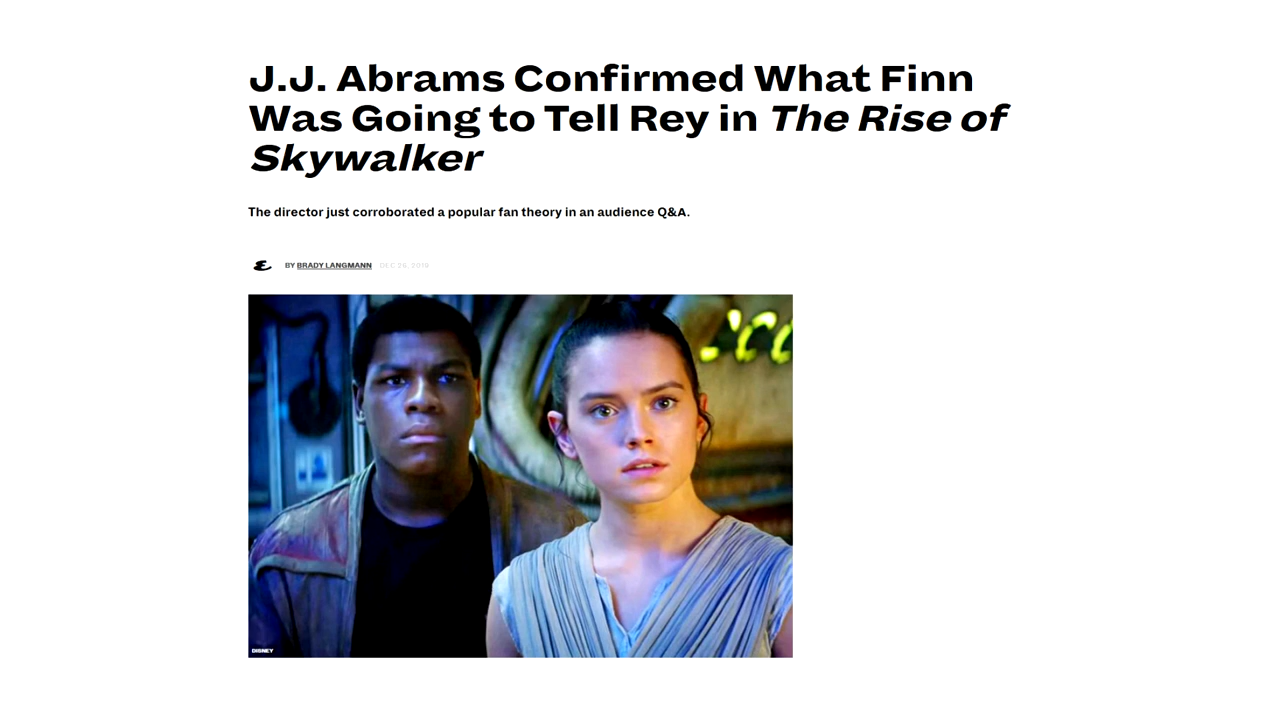 J.J. Abrams Confirmed What Finn
Was Going to Tell Rey in The Rise of
Skywalker
The director just corroborated a popular fan theory in an audience Q&A.
BY BRADY LANGMANN DEC 26, 2019
DISNEY